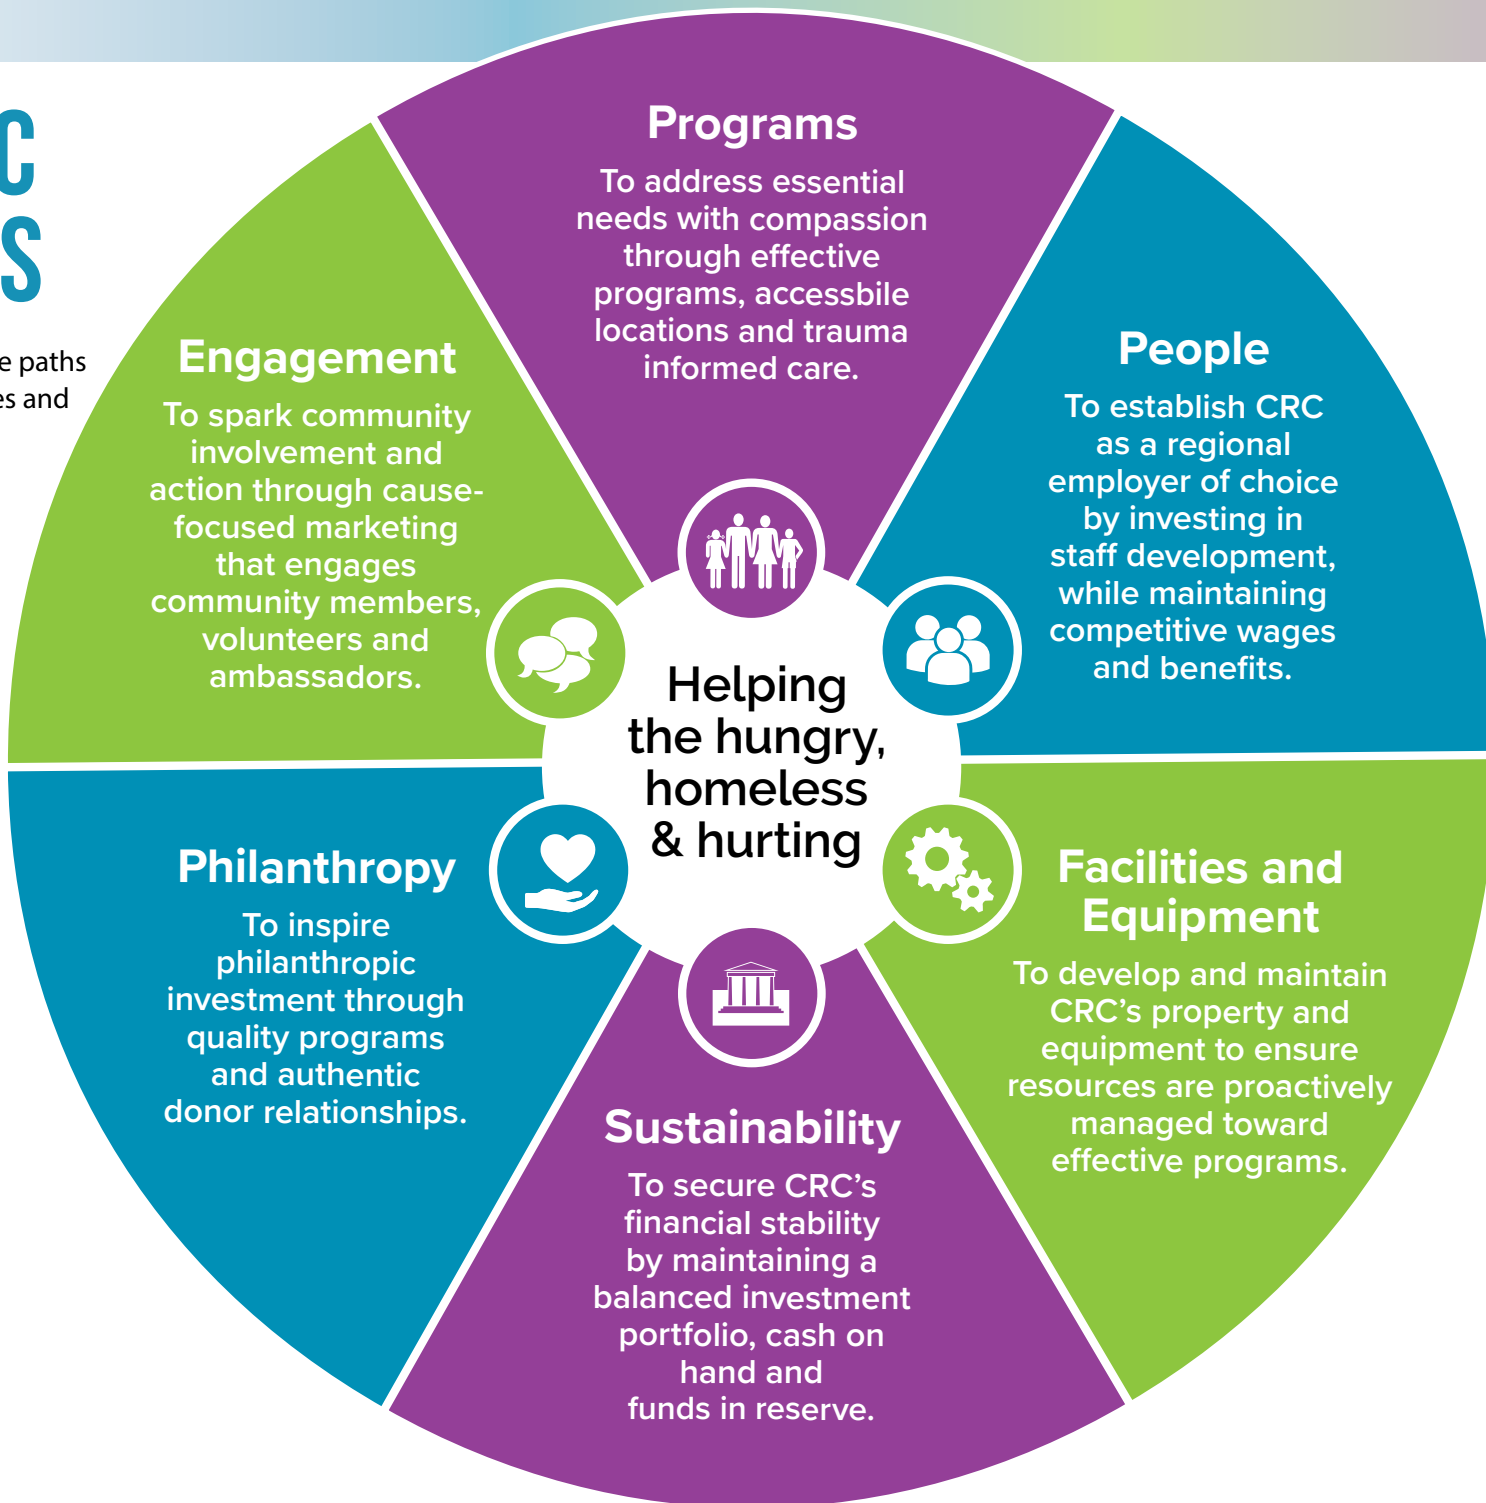 C
S
e paths
es and
Programs
To address essential
needs with compassion
through effective
programs, accessbile
locations and trauma
informed care.
People
To establish CRC
as a regional
employer of choice
by investing in
staff development,
while maintaining
competitive wages
and benefits.
Facilities and
Equipment
To develop and maintain
CRC’s property and
equipment to ensure
resources are proactively
managed toward
effective programs.
Sustainability
To secure CRC’s
financial stability
by maintaining a
balanced investment
portfolio, cash on
hand and
funds in reserve.
Philanthropy
To inspire
philanthropic
investment through
quality programs
and authentic
donor relationships.
Engagement
To spark community
involvement and
action through cause-
focused marketing
that engages
community members,
volunteers and
ambassadors.
Helping
the hungry,
homeless
& hurting